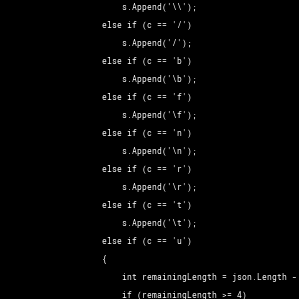 s.Append('\\');
else if (c == '/')
s.Append('/');
else if (c == 'b')
s.Append('\b');
else if (c == 'f')
s.Append('\f');
else if (c == 'n')
s.Append('\n');
else if (c == 'r')
s.Append('\r');
else if (c == 't')
s.Append('\t');
else if (c == 'u')
{
int remainingLength = json.Length -
if (remainingLength >= 4)